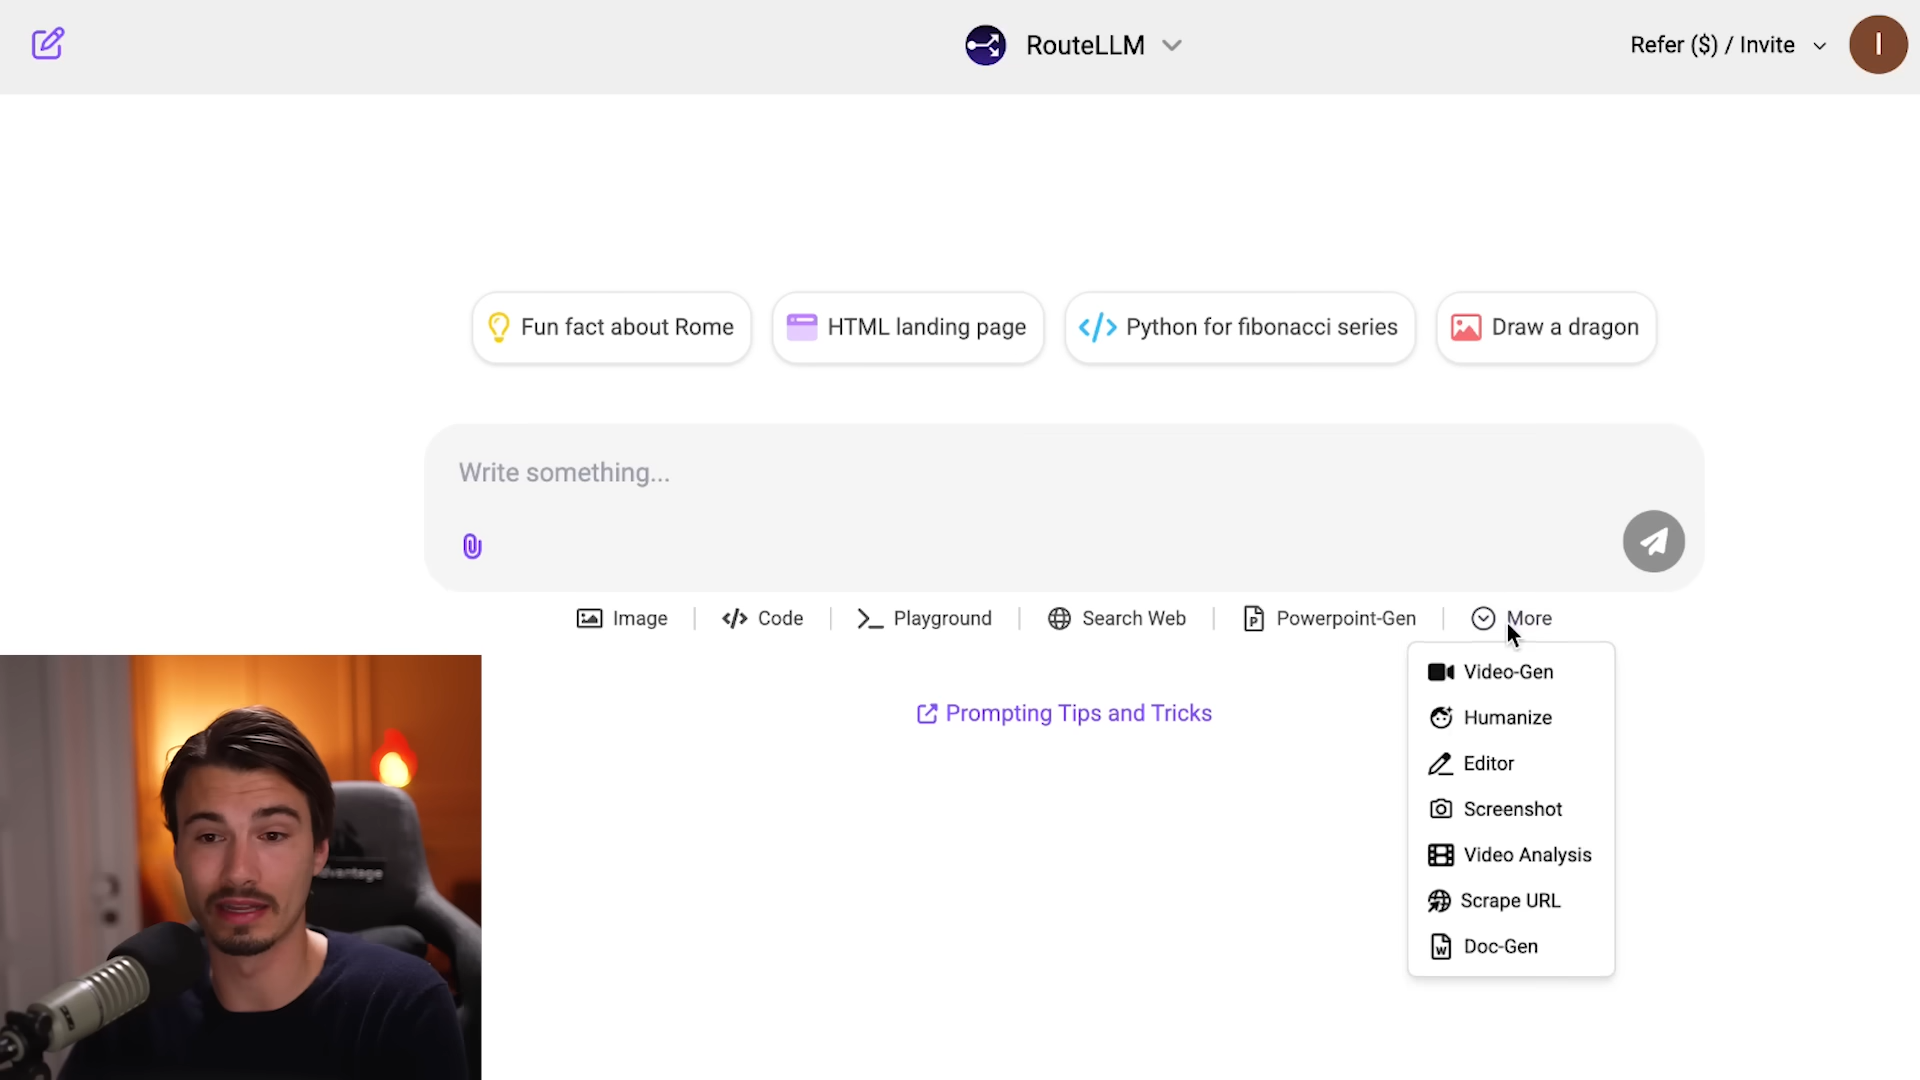 RouteLLM
Refer ($) / Invite
I
Fun fact about Rome
HTML landing page
Python for fibonacci series
Draw a dragon
Write something...
Image
Code
Playground
Search Web
Powerpoint-Gen
More
Video-Gen
Humanize
Editor
Screenshot
Video Analysis
Scrape URL
Doc-Gen
Prompting Tips and Tricks